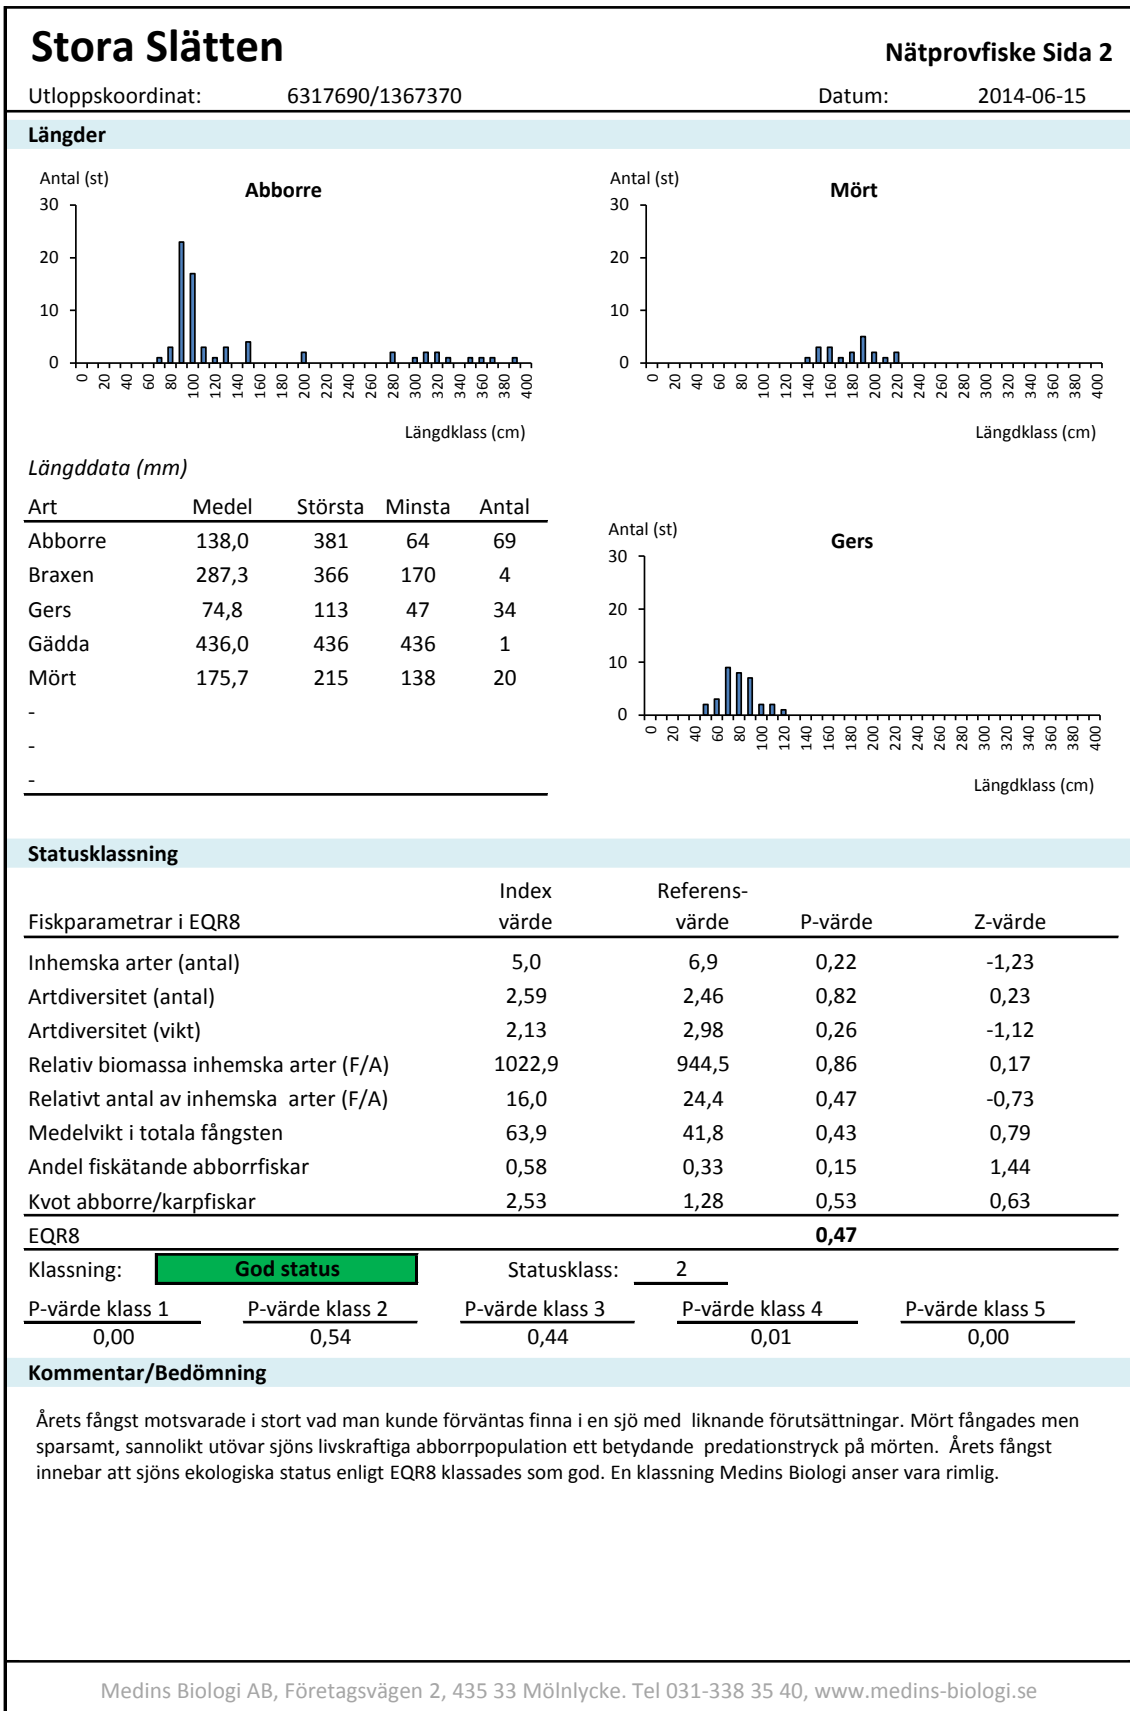 Stora Slätten
Nätprovfiske Sida 2
Utloppskoordinat: 6317690/1367370 Datum: 2014-06-15
Längder
Antal (st)
Abborre
30
20
10
0
0 20 40 60 80 100 120 140 160 180 200 220 240 260 280 300 320 340 360 380 400
Längdklass (cm)
Antal (st)
Mört
30
20
10
0
0 20 40 60 80 100 120 140 160 180 200 220 240 260 280 300 320 340 360 380 400
Längdklass (cm)
Längddata (mm)
Art Medel Största Minsta Antal
Abborre 138,0 381 64 69
Braxen 287,3 366 170 4
Gers 74,8 113 47 34
Gädda 436,0 436 436 1
Mört 175,7 215 138 20
-
-
-
Antal (st)
Gers
30
20
10
0
0 20 40 60 80 100 120 140 160 180 200 220 240 260 280 300 320 340 360 380 400
Längdklass (cm)
Statusklassning
Index Referens-
Fiskparametrar i EQR8 värde värde P-värde Z-värde
Inhemska arter (antal) 5,0 6,9 0,22 -1,23
Artdiversitet (antal) 2,59 2,46 0,82 0,23
Artdiversitet (vikt) 2,13 2,98 0,26 -1,12
Relativ biomassa inhemska arter (F/A) 1022,9 944,5 0,86 0,17
Relativt antal av inhemska arter (F/A) 16,0 24,4 0,47 -0,73
Medelvikt i totala fångsten 63,9 41,8 0,43 0,79
Andel fiskätande abborrfiskar 0,58 0,33 0,15 1,44
Kvot abborre/karpfiskar 2,53 1,28 0,53 0,63
EQR8 0,47
Klassning: God status Statusklass: 2
P-värde klass 1 P-värde klass 2 P-värde klass 3 P-värde klass 4 P-värde klass 5
0,00 0,54 0,44 0,01 0,00
Kommentar/Bedömning
Årets fångst motsvarade i stort vad man kunde förväntas finna i en sjö med liknande förutsättningar. Mört fångades men
sparsamt, sannolikt utövar sjöns livskraftiga abborrpopulation ett betydande predationstryck på mörten. Årets fångst
innebar att sjöns ekologiska status enligt EQR8 klassades som god. En klassning Medins Biologi anser vara rimlig.
Medins Biologi AB, Företagsvägen 2, 435 33 Mölnlycke. Tel 031-338 35 40, www.medins-biologi.se